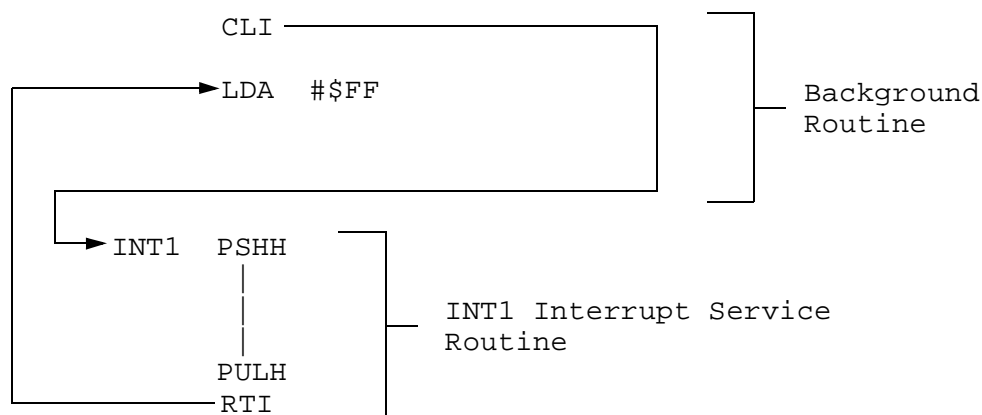 CLI
LDA #$FF
Background
Routine
INT1 PSHH
|
|
|
PULH
RTI
INT1 Interrupt Service
Routine